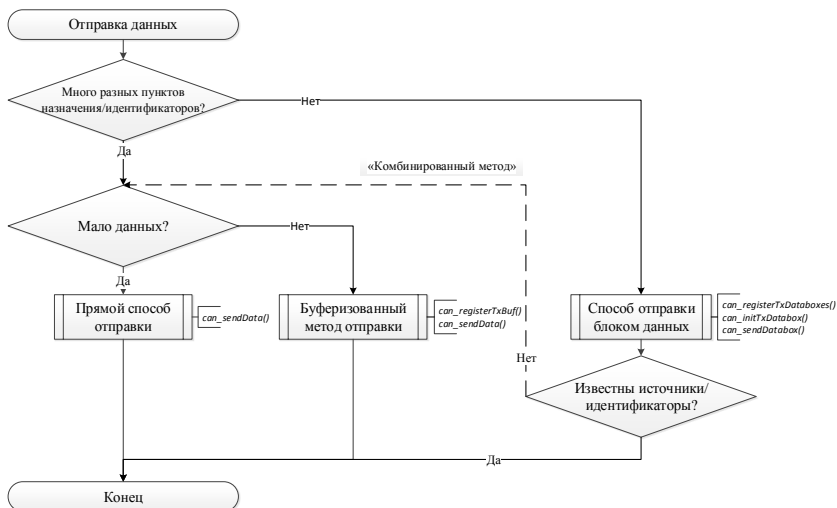 Отправка данных
Много разных пунктов
назначения/идентификаторов?
Нет
Да
«Комбинированный метод»
Мало данных?
Нет
Да
Прямой способ
отправки
can_sendData()
Буферизованный
метод отправки
can_registerTxBuf()
can_sendData()
Способ отправки
блоком данных
can_registerTxDataboxes()
can_initTxDatabox()
can_sendDatabox()
Нет
Известны источники/
идентификаторы?
Да
Конец